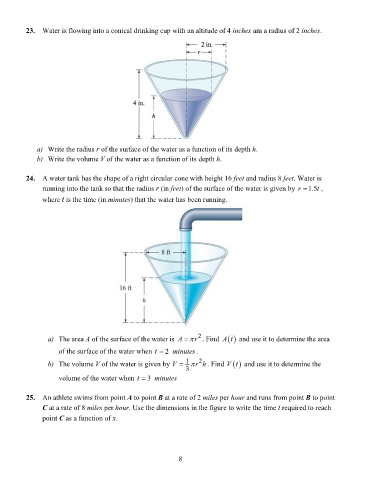 23. Water is flowing into a conical drinking cup with an altitude of 4 inches am a radius of 2 inches.
2 in.
r
4 in.
h
a) Write the radius r of the surface of the water as a function of its depth h.
b) Write the volume V of the water as a function of its depth h.
24. A water tank has the shape of a right circular cone with height 16 feet and radius 8 feet. Water is
running into the tank so that the radius r (in feet) of the surface of the water is given by r = 1.5t ,
where t is the time (in minutes) that the water has been running.
8 ft
16 ft
h
a) The area A of the surface of the water is A = πr². Find A(t) and use it to determine the area
of the surface of the water when t = 2 minutes.
b) The volume V of the water is given by V = 1/3 πr²h. Find V(t) and use it to determine the
volume of the water when t = 3 minutes
25. An athlete swims from point A to point B at a rate of 2 miles per hour and runs from point B to point
C at a rate of 8 miles per hour. Use the dimensions in the figure to write the time t required to reach
point C as a function of x.
8